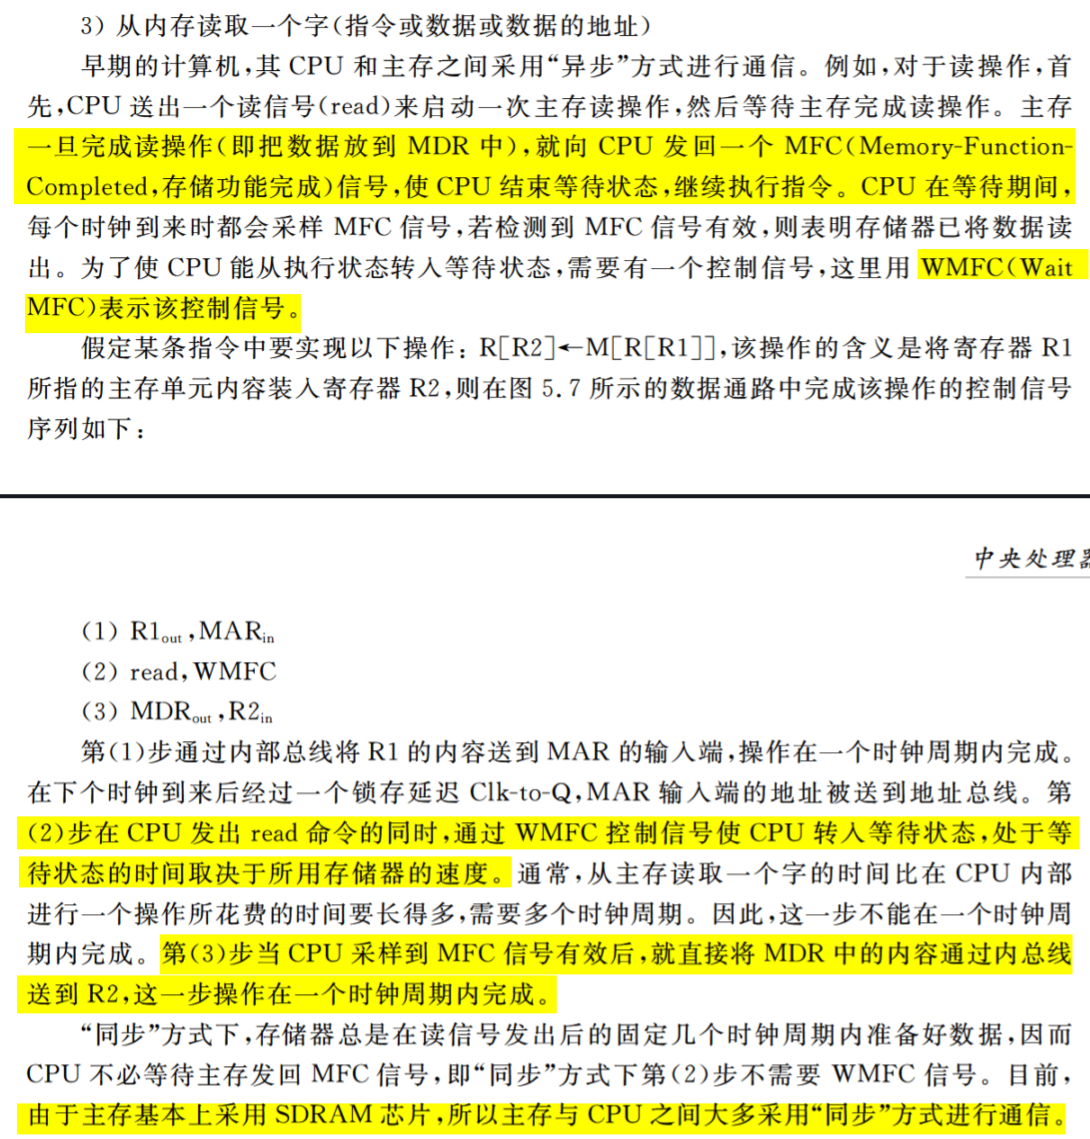 3) 从内存读取一个字(指令或数据或数据的地址)
早期的计算机,其 CPU 和主存之间采用“异步”方式进行通信。例如,对于读操作,首
先,CPU 送出一个读信号(read)来启动一次主存读操作,然后等待主存完成读操作。主存
一旦完成读操作(即把数据放到 MDR 中),就向 CPU 发回一个 MFC(Memory-Function-
Completed,存储功能完成)信号,使 CPU 结束等待状态,继续执行指令。CPU 在等待期间,
每个时钟到来时都会采样 MFC 信号,若检测到 MFC 信号有效,则表明存储器已将数据读
出。为了使 CPU 能从执行状态转入等待状态,需要有一个控制信号,这里用 WMFC(Wait
MFC)表示该控制信号。
假定某条指令中要实现以下操作:R[R2]←M[R[R1]],该操作的含义是将寄存器 R1
所指的主存单元内容装入寄存器 R2,则在图 5.7 所示的数据通路中完成该操作的控制信号
序列如下:
中央处理器
(1) R1out,MARin
(2) read,WMFC
(3) MDRout,R2in
第(1)步通过内部总线将 R1 的内容送到 MAR 的输入端,操作在一个时钟周期内完成。
在下个时钟到来后经过一个锁存延迟 Clk-to-Q,MAR 输入端的地址被送到地址总线。第
(2)步在 CPU 发出 read 命令的同时,通过 WMFC 控制信号使 CPU 转入等待状态,处于等
待状态的时间取决于所用存储器的速度。通常,从主存读取一个字的时间比在 CPU 内部
进行一个操作所花费的时间要长得多,需要多个时钟周期。因此,这一步不能在一个时钟周
期内完成。第(3)步当 CPU 采样到 MFC 信号有效后,就直接将 MDR 中的内容通过内总线
送到 R2,这一步操作在一个时钟周期内完成。
“同步”方式下,存储器总是在读信号发出后的固定几个时钟周期内准备好数据,因而
CPU 不必等待主存发回 MFC 信号,即“同步”方式下第(2)步不需要 WMFC 信号。目前,
由于主存基本上采用 SDRAM 芯片,所以主存与 CPU 之间大多采用“同步”方式进行通信。